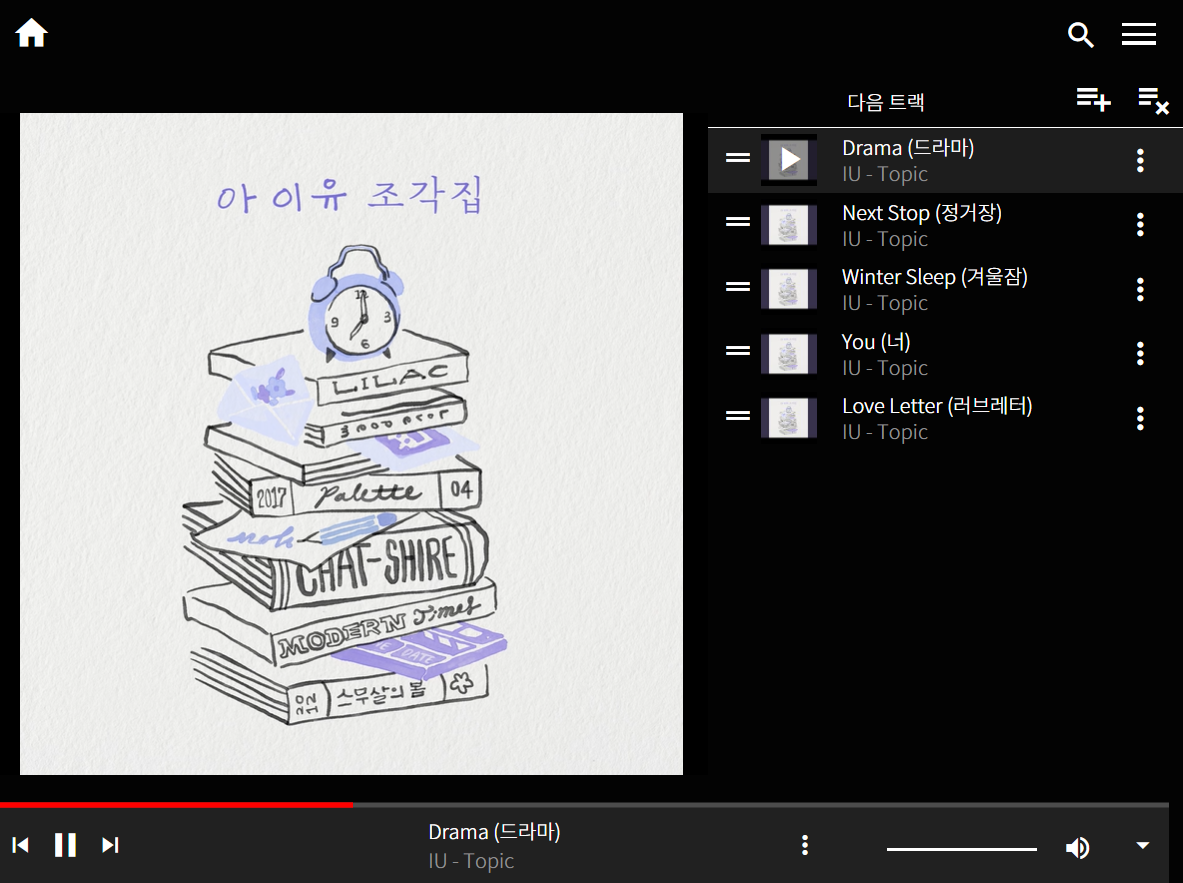 다음 트랙
아이유 조각집
12
9
3
6
LILAC
2017
Palette
04
CHAT-SHIRE
MODERN Times
DATE
2012
스무살의 봄
Drama (드라마)
IU - Topic
Next Stop (정거장)
IU - Topic
Winter Sleep (겨울잠)
IU - Topic
You (너)
IU - Topic
Love Letter (러브레터)
IU - Topic
Drama (드라마)
IU - Topic